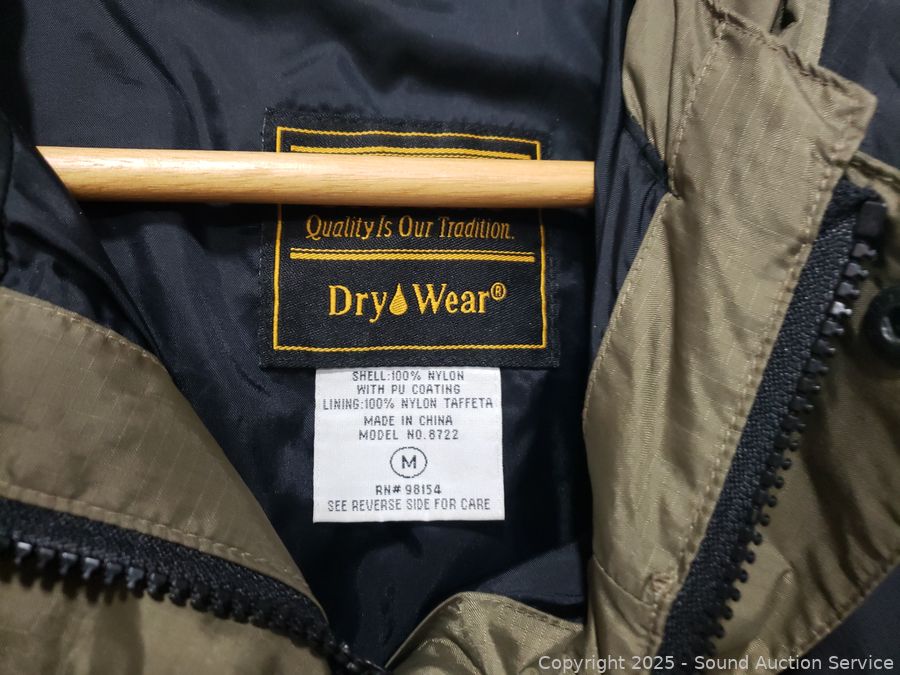 Quality Is Our Tradition.
Dry Wear®
SHELL:100% NYLON
WITH PU COATING
LINING:100% NYLON TAFFETA
MADE IN CHINA
MODEL NO.8722
M
RN# 98154
SEE REVERSE SIDE FOR CARE
Copyright 2025 - Sound Auction Service